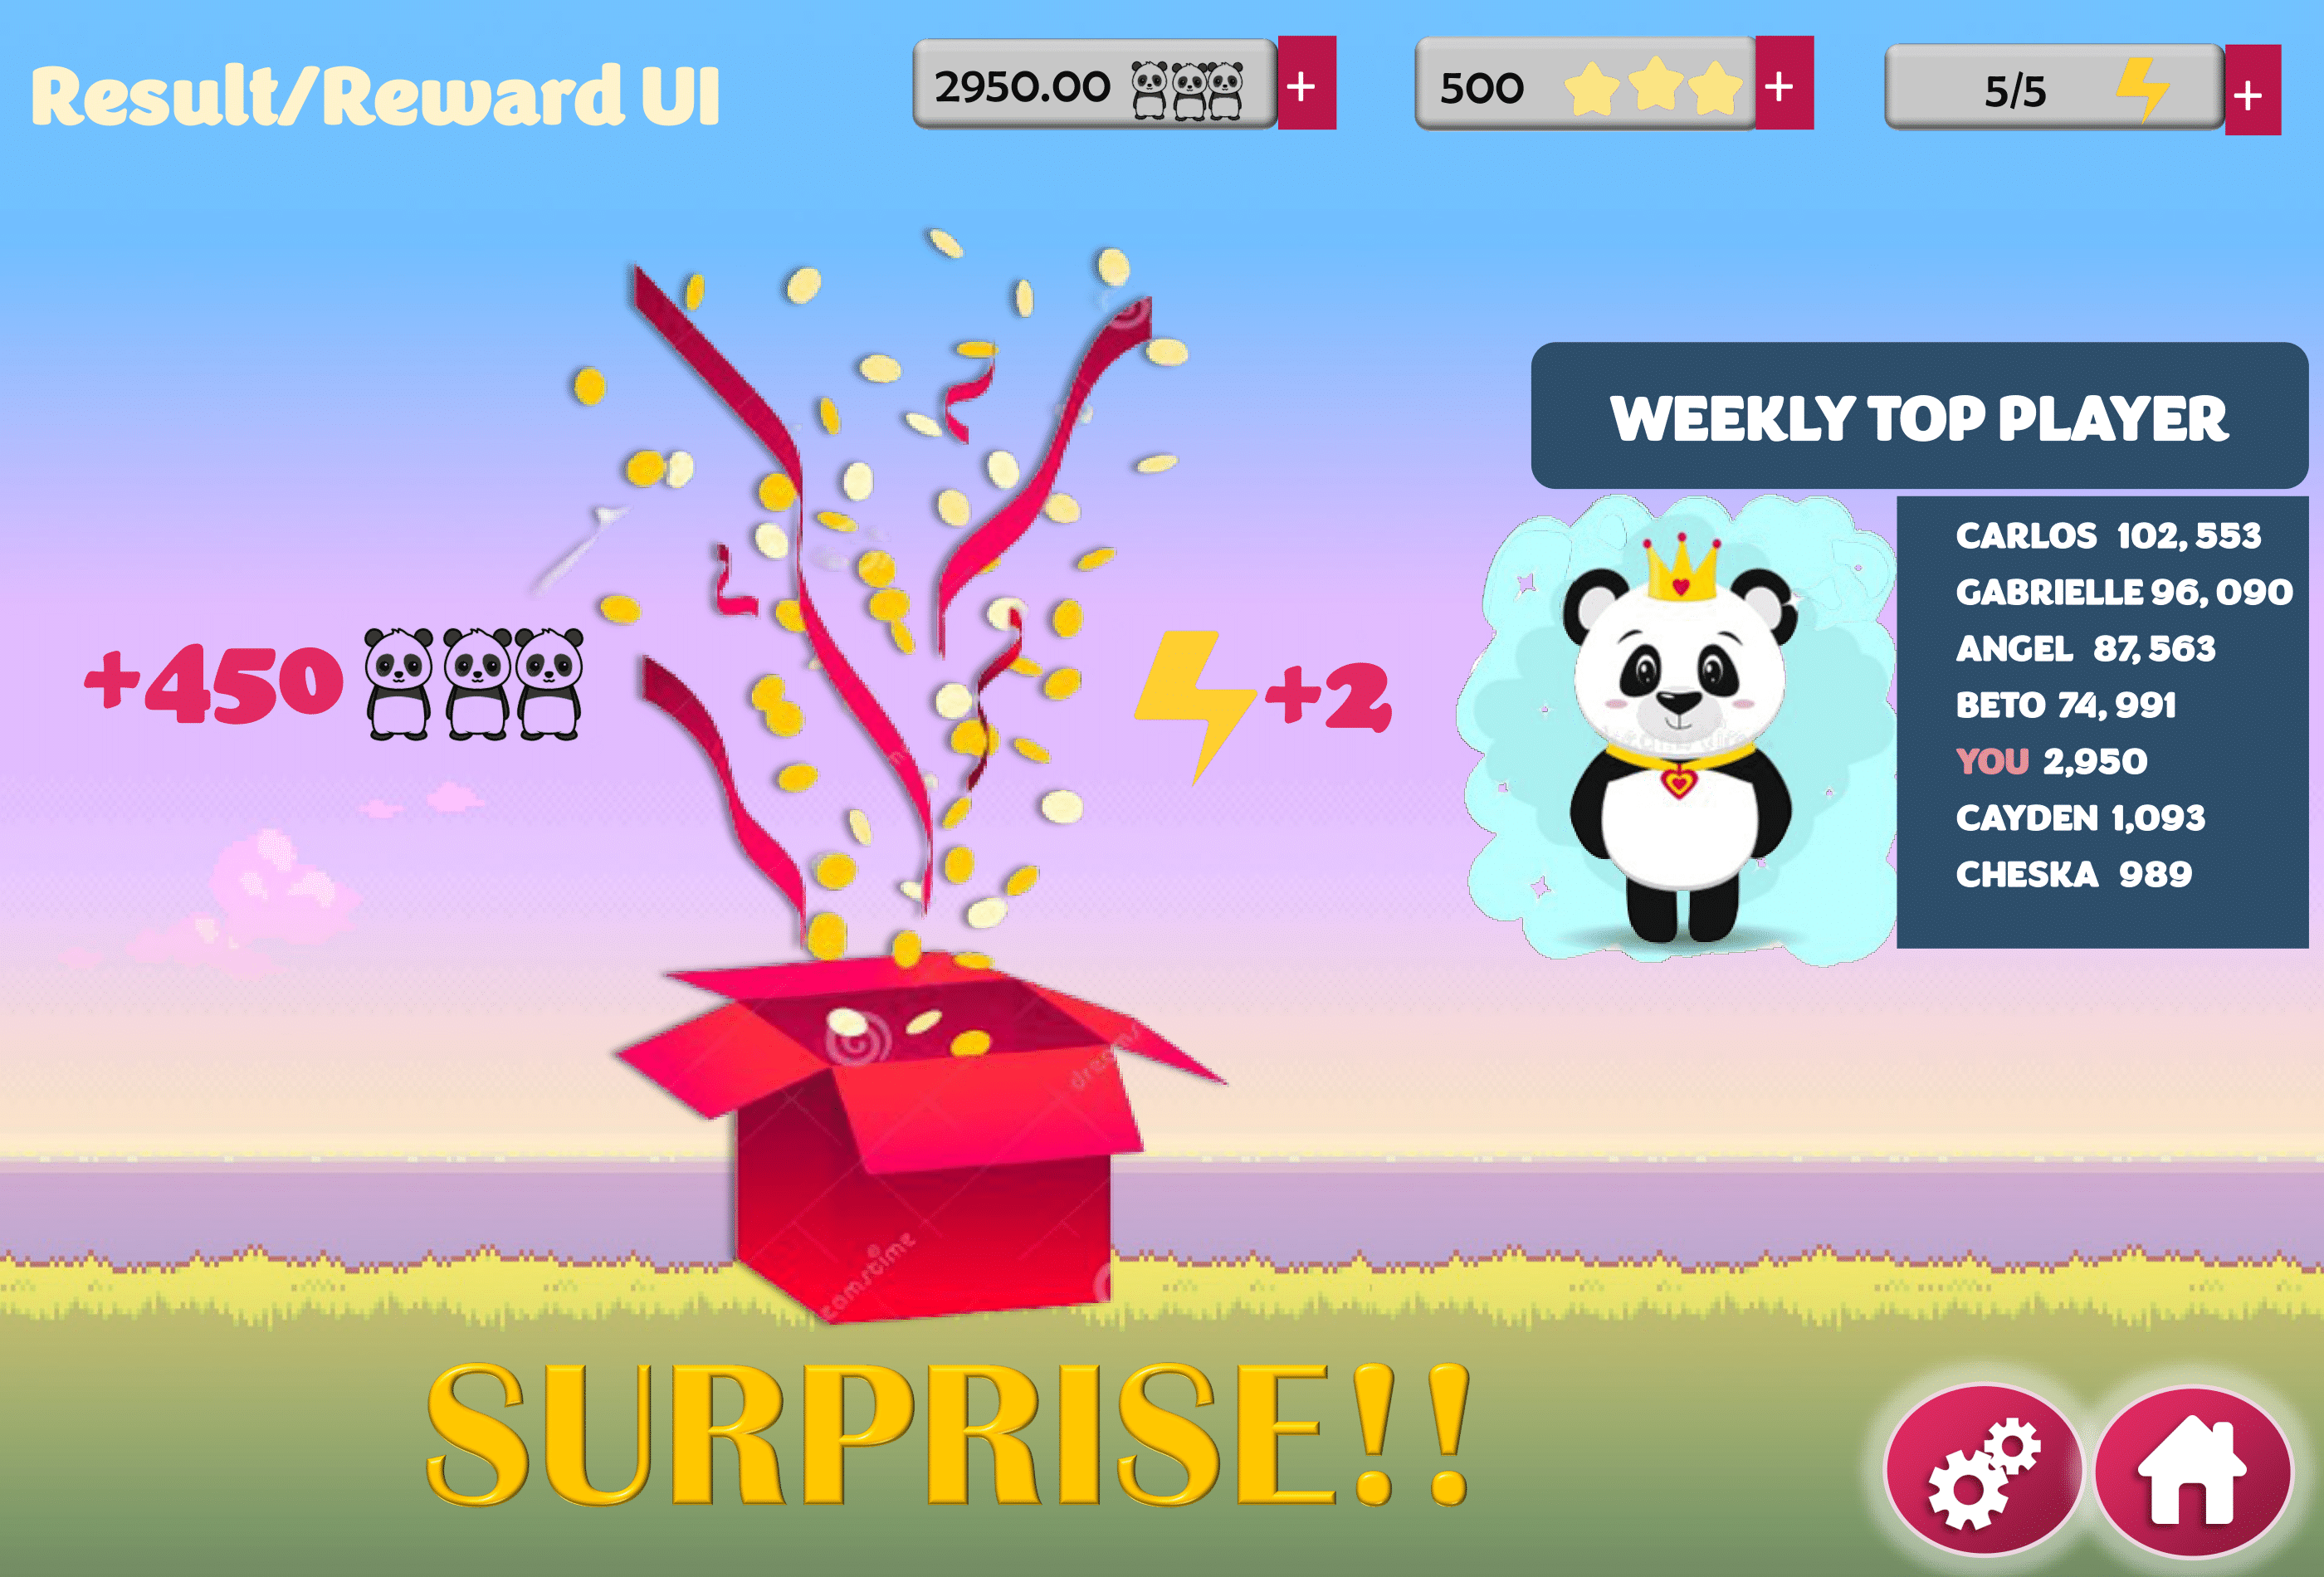 Result/Reward UI
2950.00 +
500 +
5/5 +
WEEKLY TOP PLAYER
CARLOS 102, 553
GABRIELLE 96, 090
ANGEL 87, 563
BETO 74, 991
YOU 2,950
CAYDEN 1,093
CHESKA 989
+450
+2
SURPRISE!!